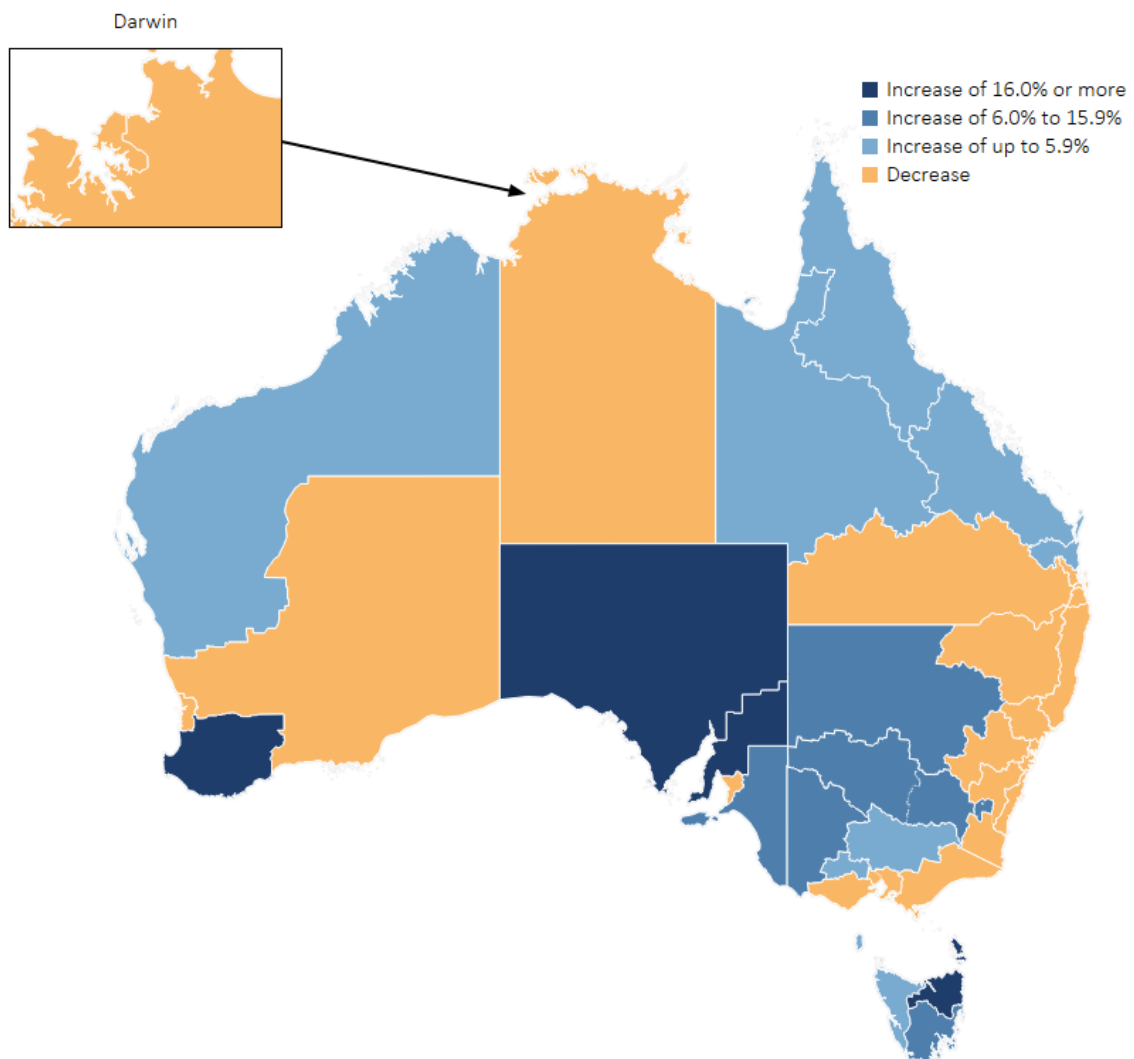 Darwin
Increase of 16.0% or more
Increase of 6.0% to 15.9%
Increase of up to 5.9%
Decrease